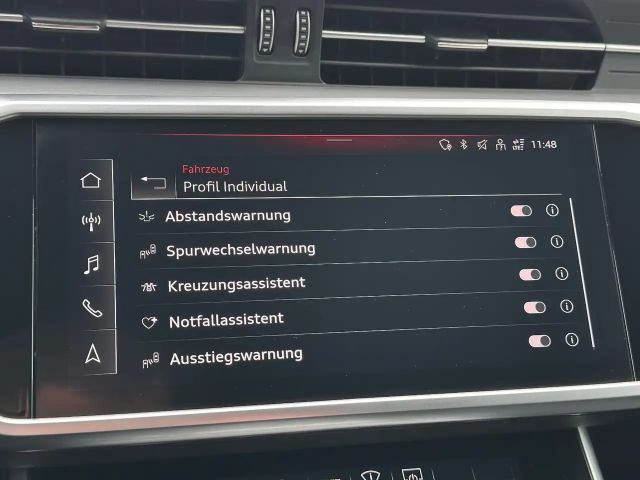 11:48
Fahrzeug
Profil Individual
Abstandswarnung
Spurwechselwarnung
Kreuzungsassistent
Notfallassistent
Ausstiegswarnung